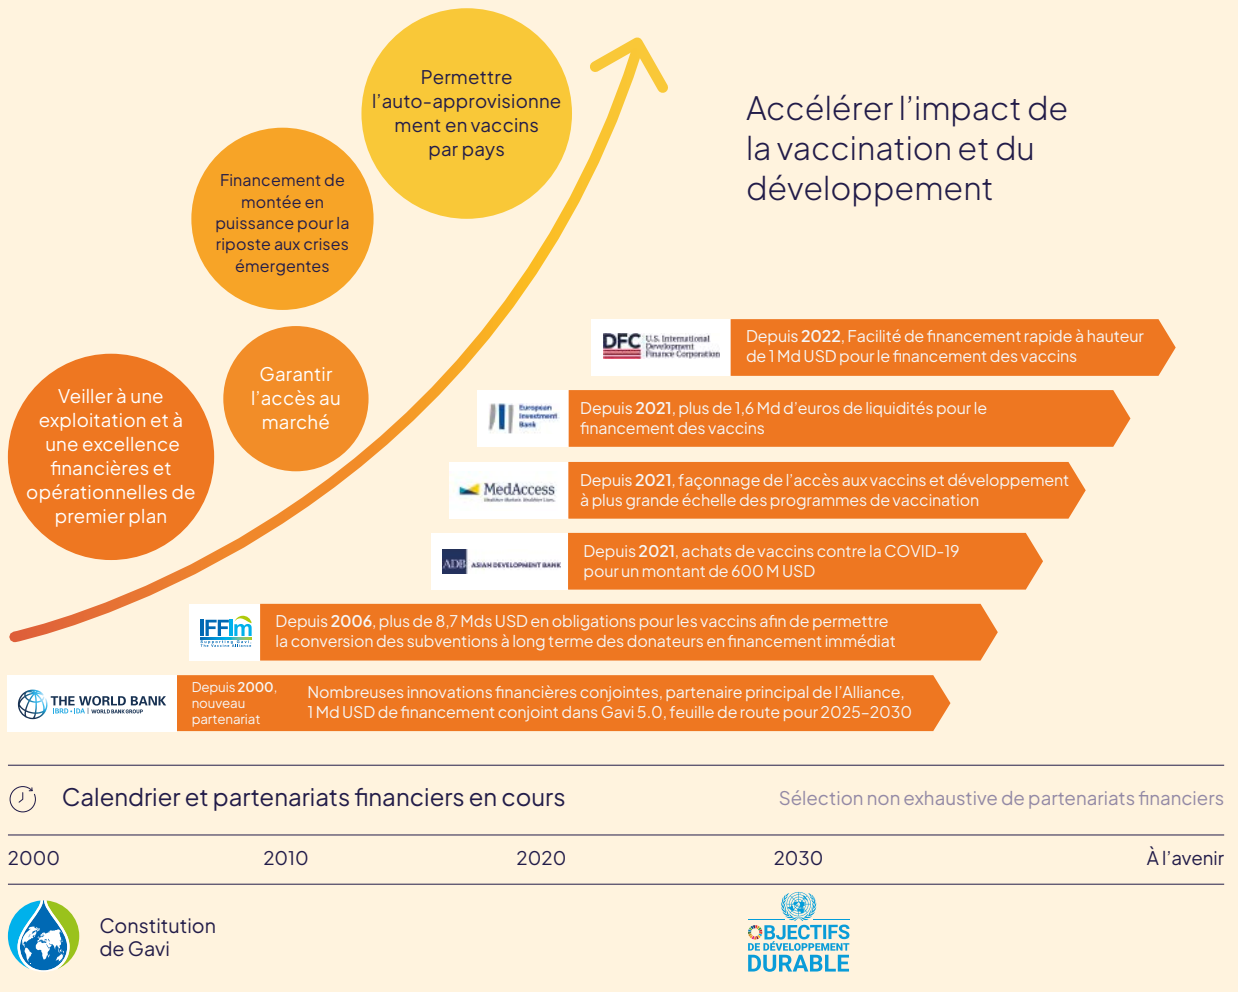 Permettre
l'auto-approvisionne
ment en vaccins
par pays
Accélérer l'impact de
la vaccination et du
développement
Financement de
montée en
puissance pour la
riposte aux crises
émergentes
Garantir
l'accès au
marché
Veiller à une
exploitation et à
une excellence
financières et
opérationnelles de
premier plan
DFC
U.S. International
Development
Finance Corporation
Depuis 2022, Facilité de financement rapide à hauteur
de 1 Md USD pour le financement des vaccins
European
Investment
Bank
Depuis 2021, plus de 1,6 Md d'euros de liquidités pour le
financement des vaccins
MedAccess
Healthier Markets. Healthier Lives.
Depuis 2021, façonnage de l'accès aux vaccins et développement
à plus grande échelle des programmes de vaccination
ADB ASIAN DEVELOPMENT BANK
Depuis 2021, achats de vaccins contre la COVID-19
pour un montant de 600 M USD
IFFIm
Supporting Gavi,
The Vaccine Alliance
Depuis 2006, plus de 8,7 Mds USD en obligations pour les vaccins afin de permettre
la conversion des subventions à long terme des donateurs en financement immédiat
THE WORLD BANK
IBRD • IDA | WORLD BANK GROUP
Depuis 2000,
nouveau
partenariat
Nombreuses innovations financières conjointes, partenaire principal de l'Alliance,
1 Md USD de financement conjoint dans Gavi 5.0, feuille de route pour 2025–2030
Calendrier et partenariats financiers en cours
Sélection non exhaustive de partenariats financiers
2000 2010 2020 2030 À l'avenir
Constitution
de Gavi
OBJECTIFS
DE DÉVELOPPEMENT
DURABLE